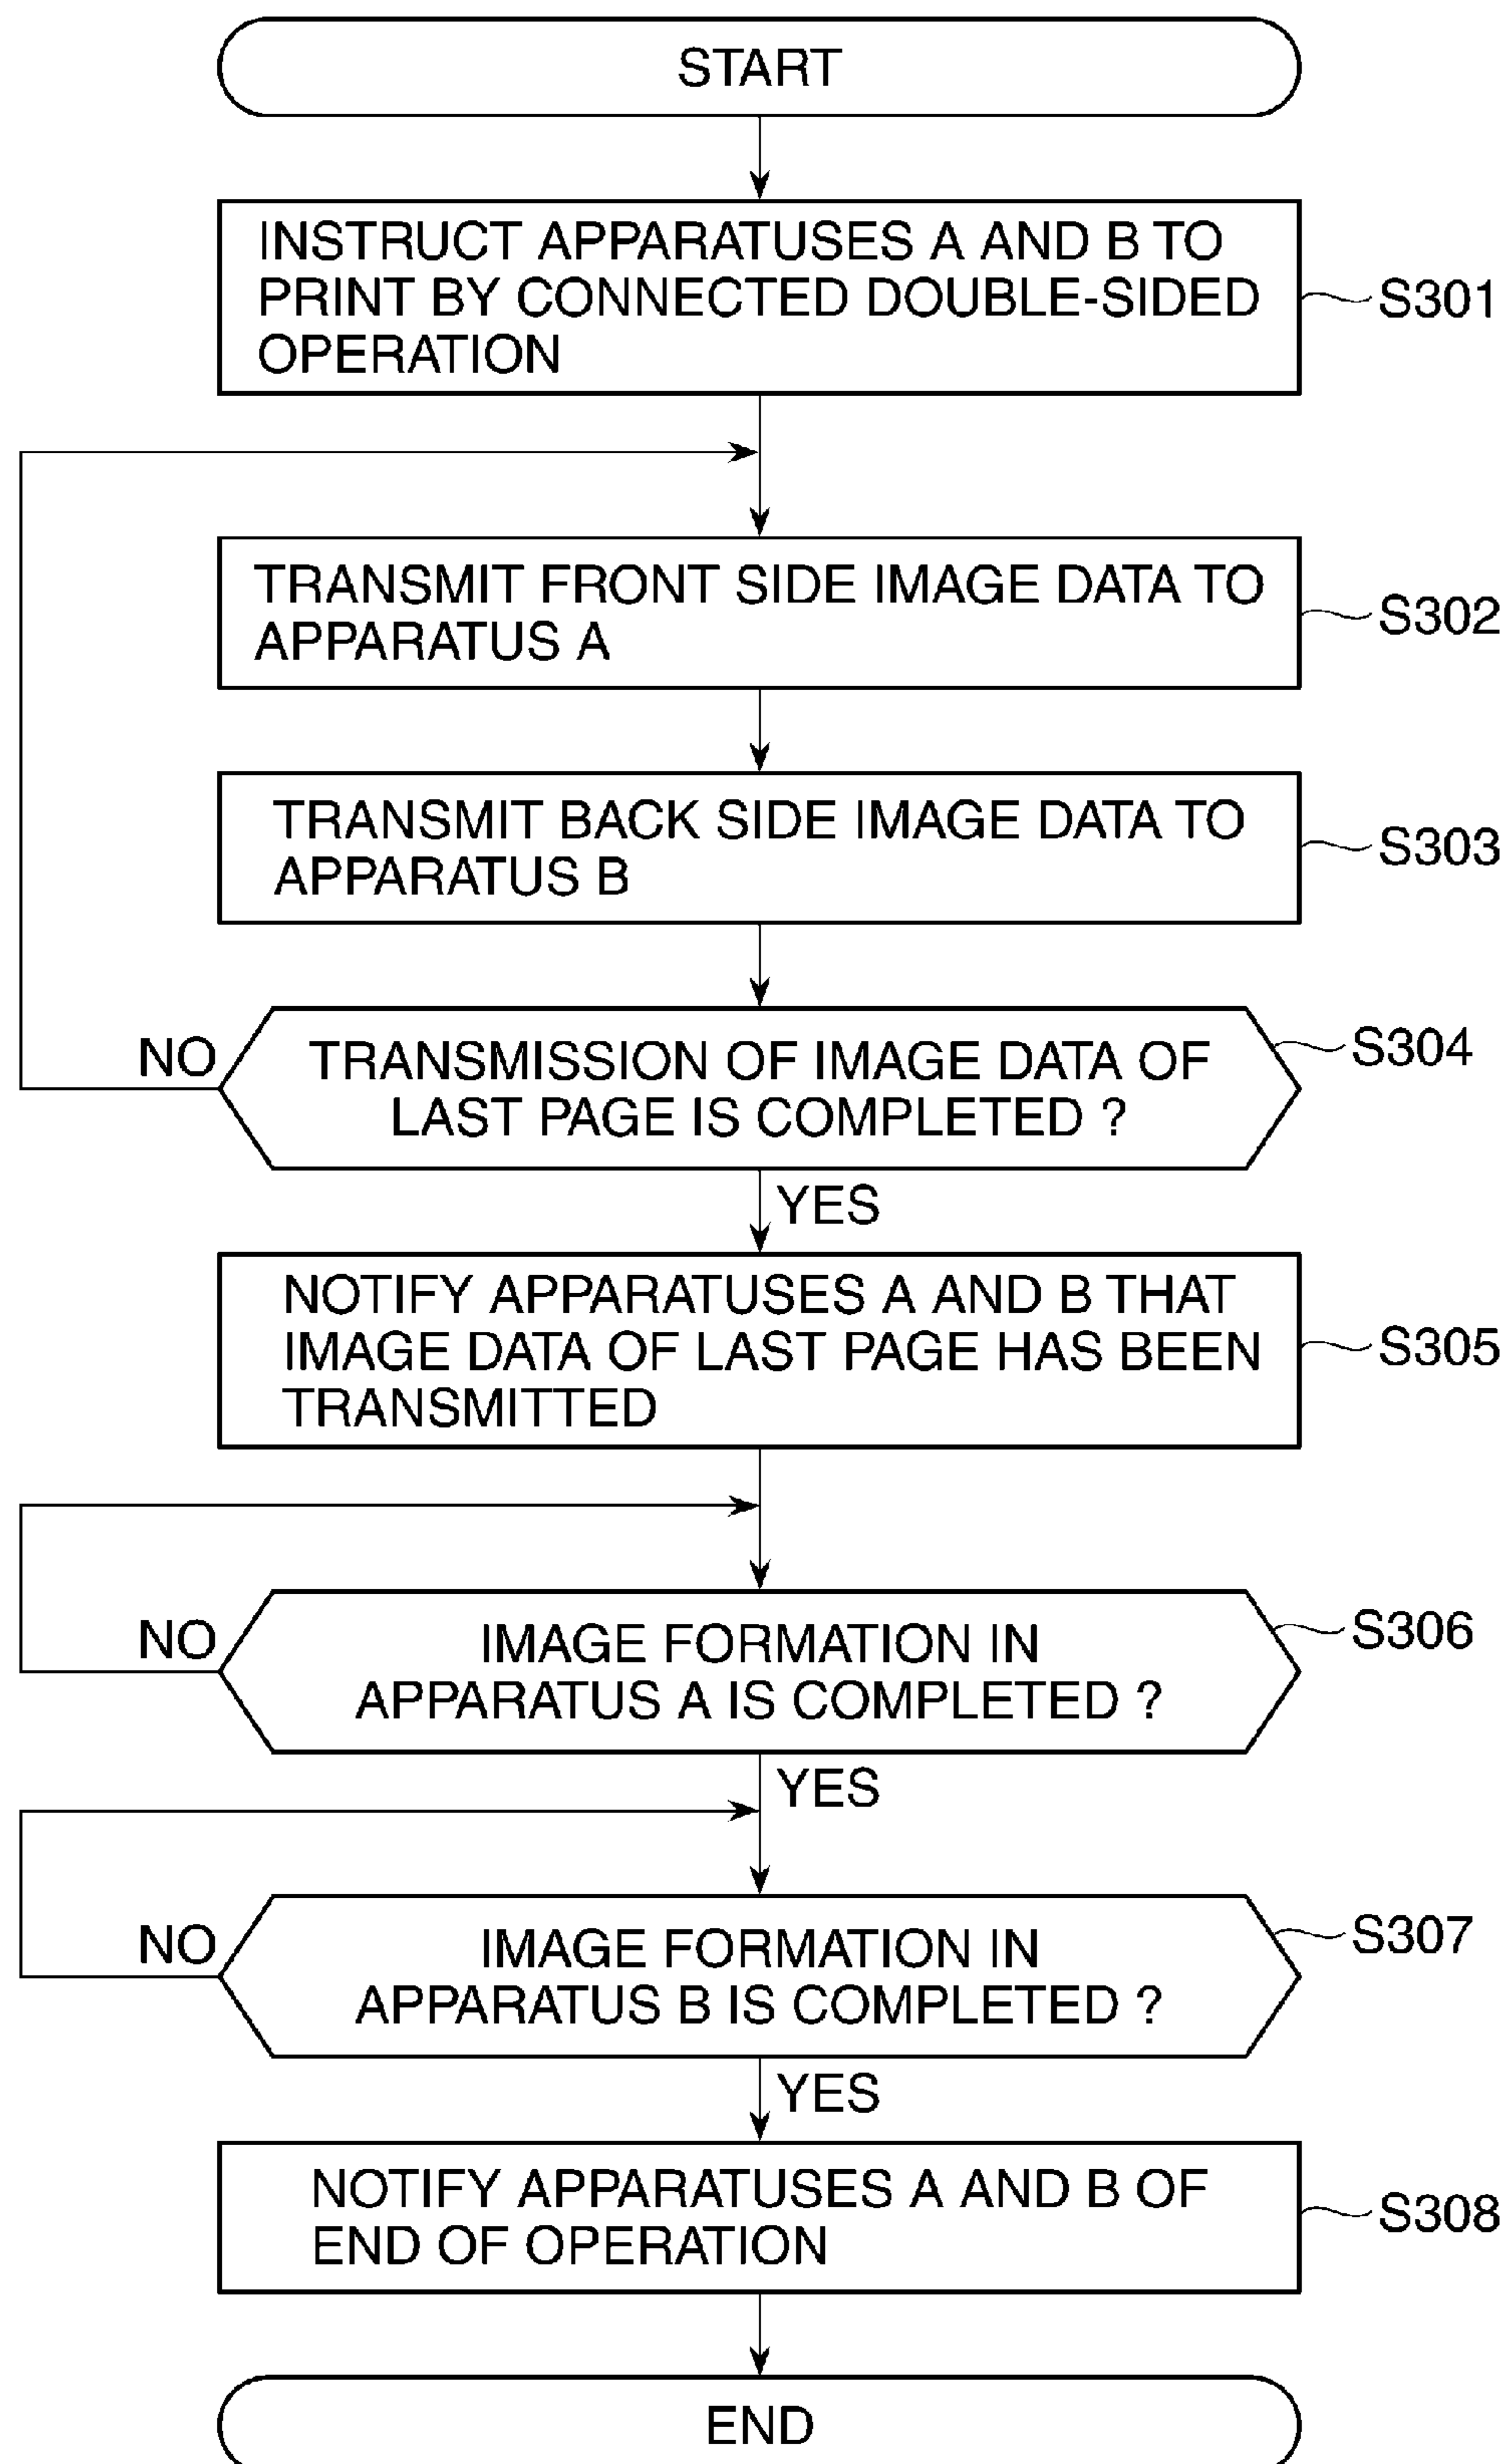 START
INSTRUCT APPARATUSES A AND B TO
PRINT BY CONNECTED DOUBLE-SIDED
OPERATION
S301
TRANSMIT FRONT SIDE IMAGE DATA TO
APPARATUS A
S302
TRANSMIT BACK SIDE IMAGE DATA TO
APPARATUS B
S303
NO
TRANSMISSION OF IMAGE DATA OF
LAST PAGE IS COMPLETED ?
S304
YES
NOTIFY APPARATUSES A AND B THAT
IMAGE DATA OF LAST PAGE HAS BEEN
TRANSMITTED
S305
NO
IMAGE FORMATION IN
APPARATUS A IS COMPLETED ?
S306
YES
NO
IMAGE FORMATION IN
APPARATUS B IS COMPLETED ?
S307
YES
NOTIFY APPARATUSES A AND B OF
END OF OPERATION
S308
END